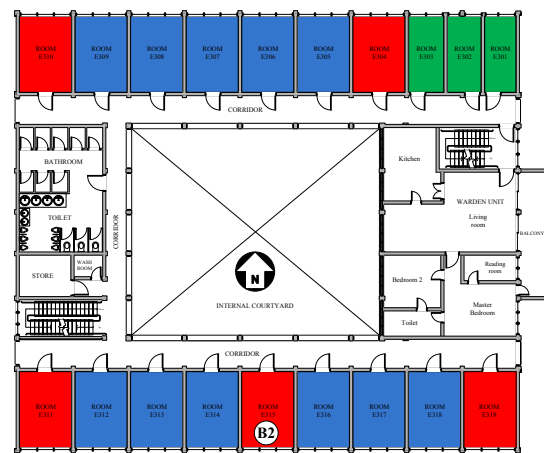 ROOM
E310
ROOM
E309
ROOM
E308
ROOM
E307
ROOM
E306
ROOM
E305
ROOM
E304
ROOM
E303
ROOM
E302
ROOM
E301
CORRIDOR
BATHROOM
TOILET
WASH
ROOM
STORE
CORRIDOR
N
INTERNAL COURTYARD
Kitchen
WARDEN UNIT
Living
room
BALCONY
Bedroom 2
Reading
room
Master
Bedroom
Toilet
CORRIDOR
ROOM
E311
ROOM
E312
ROOM
E313
ROOM
E314
ROOM
E315
ROOM
E316
ROOM
E317
ROOM
E318
ROOM
E319
B2